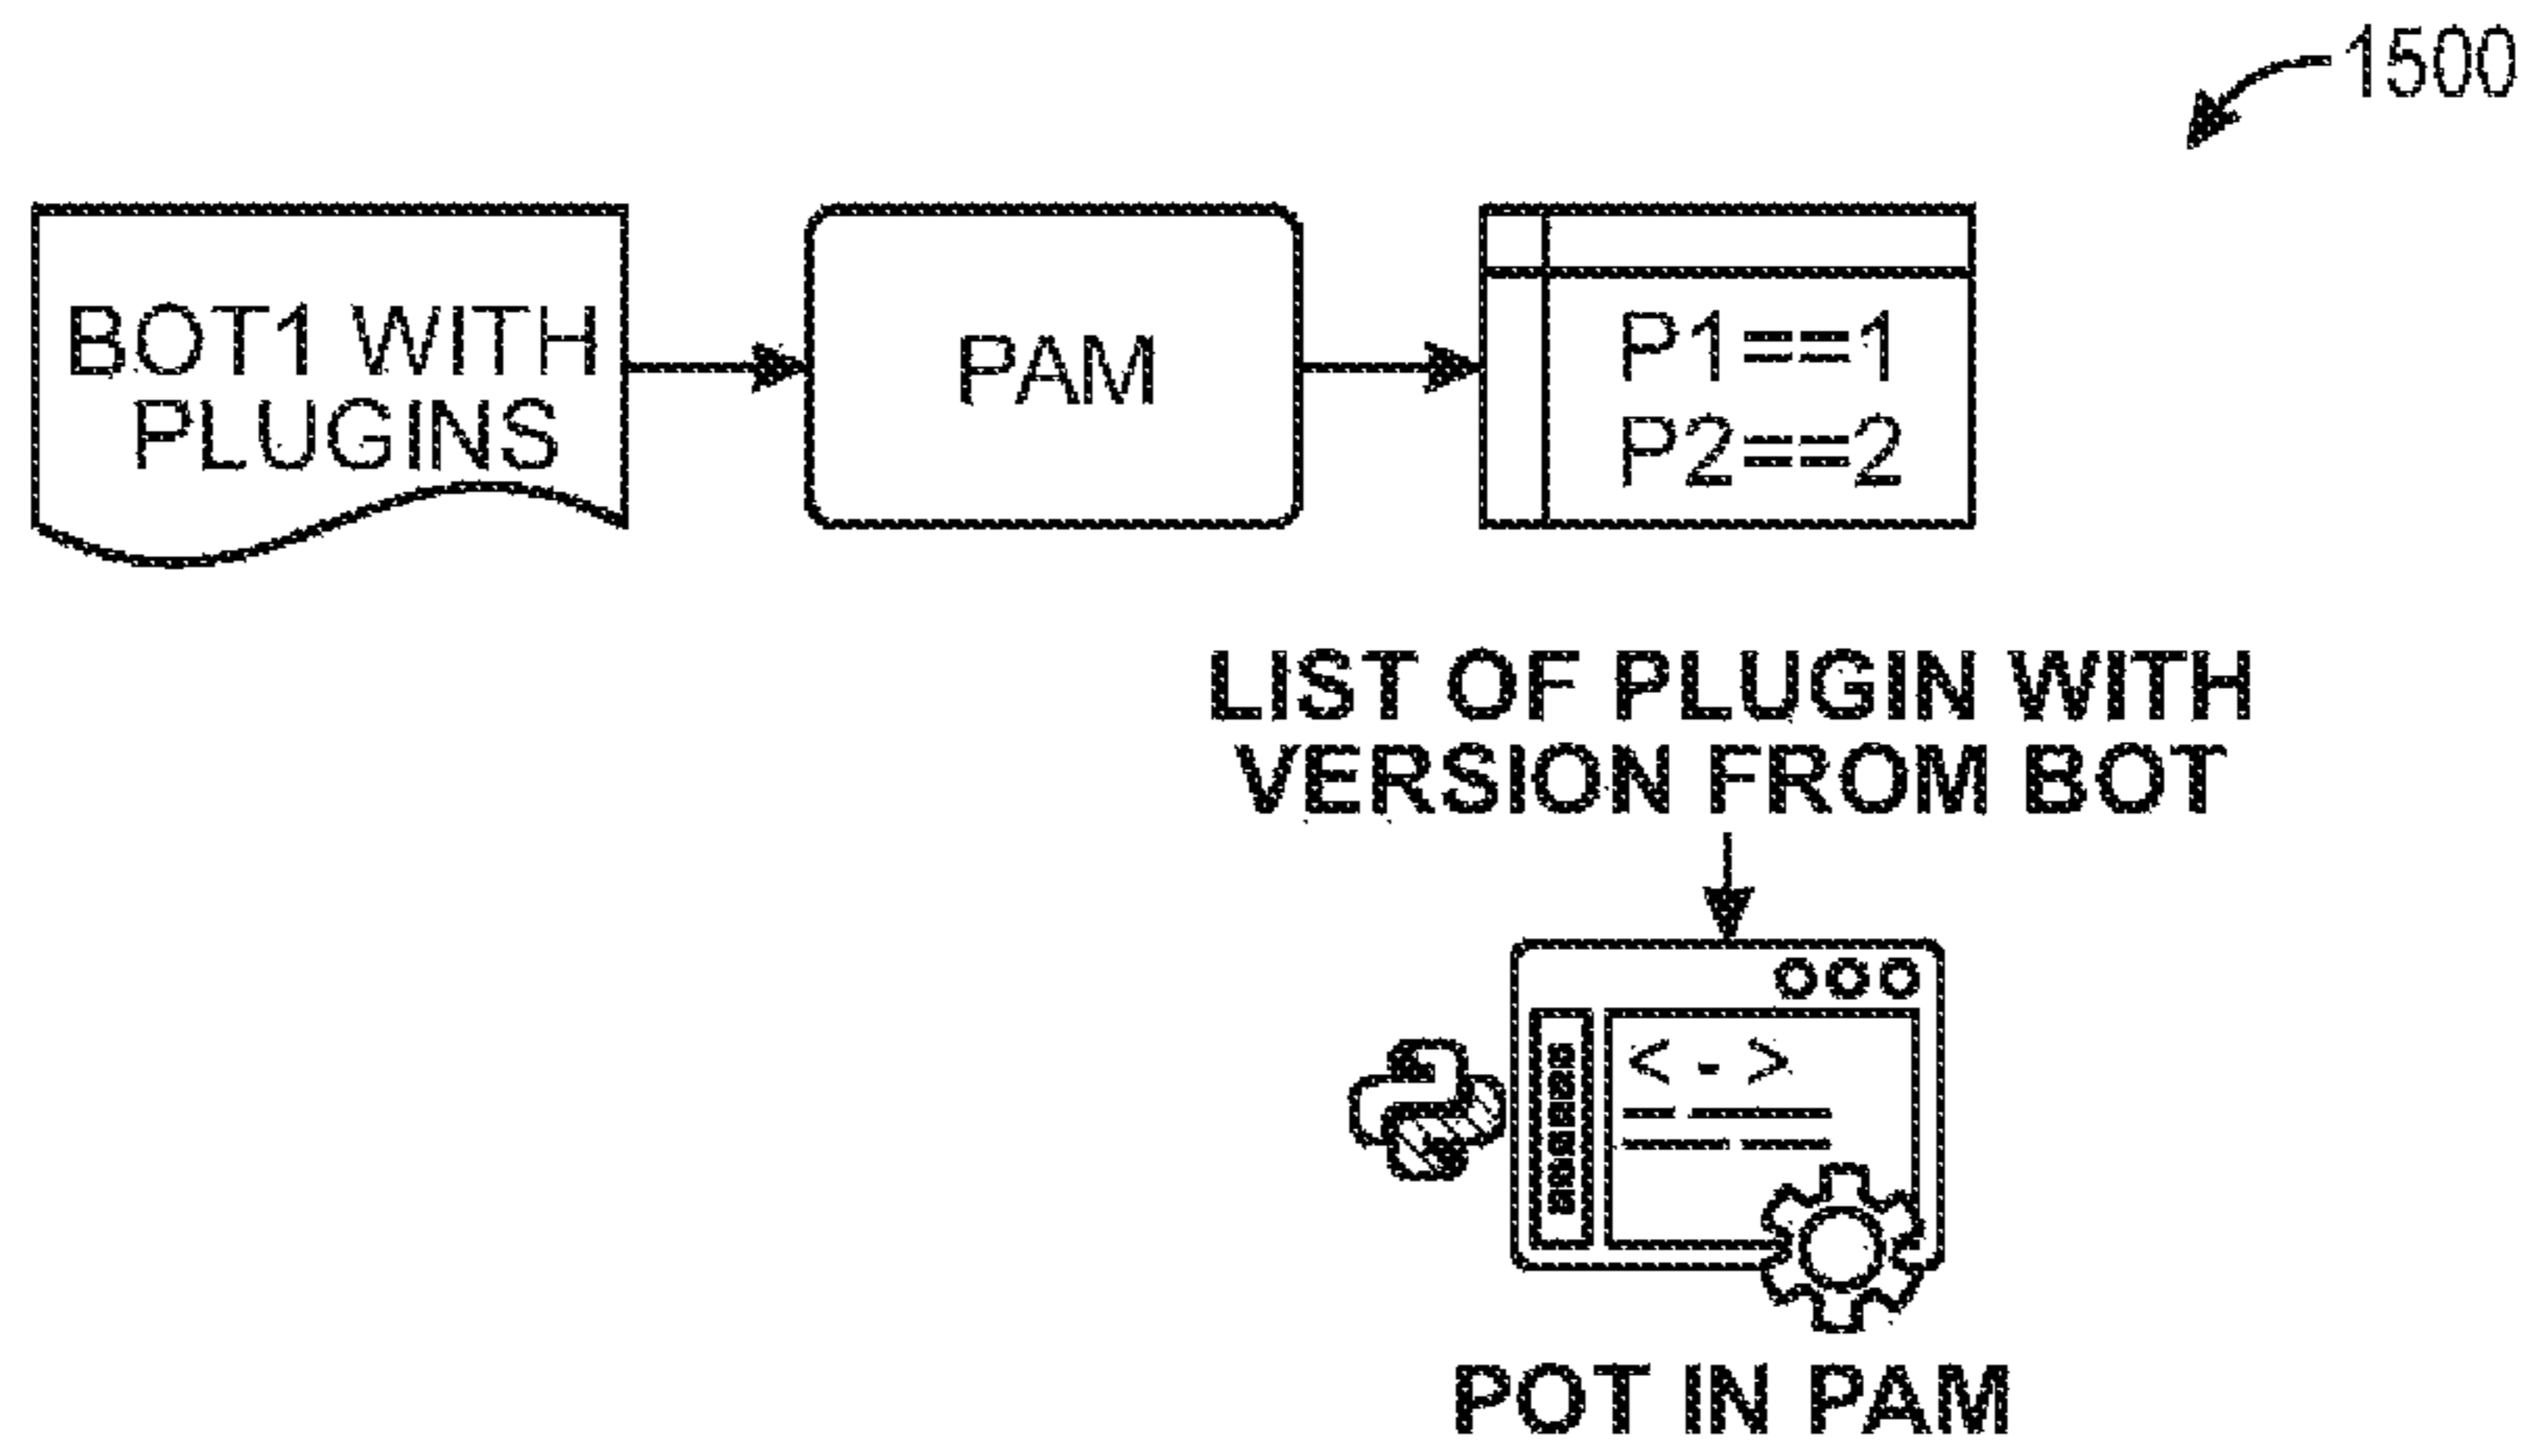 1500
BOT1 WITH
PLUGINS
PAM
P1==1
P2==2
LIST OF PLUGIN WITH
VERSION FROM BOT
< - >
POT IN PAM